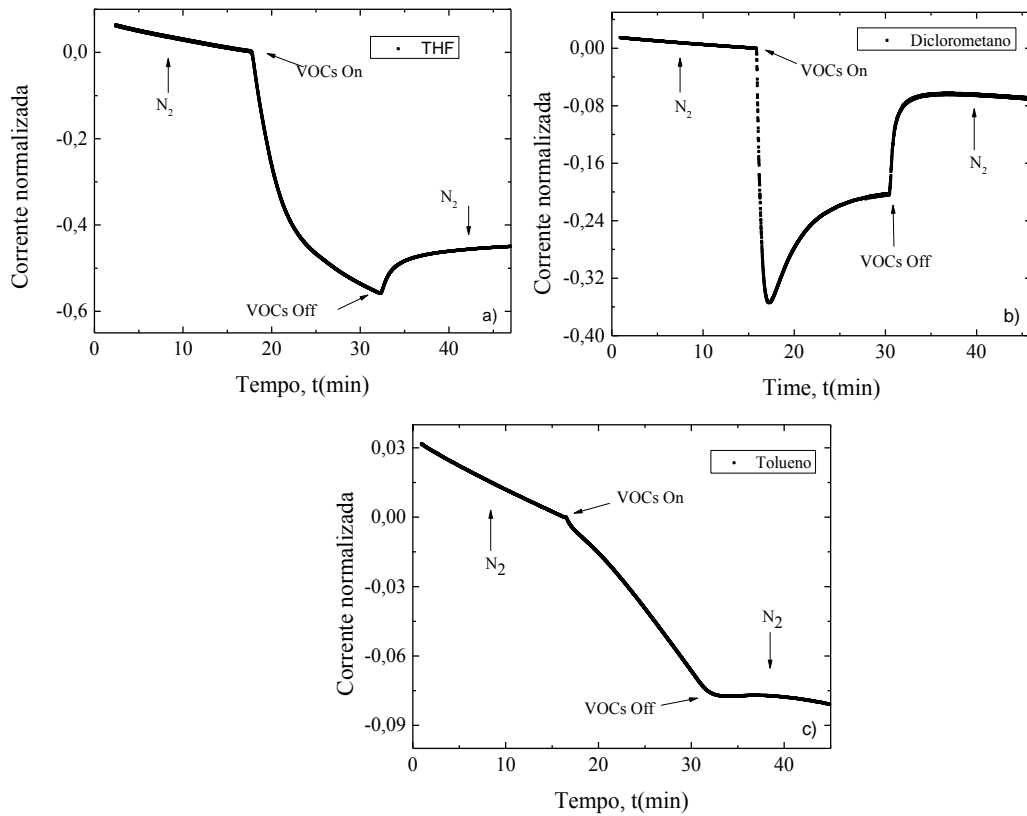 0,0
-0,2
-0,4
-0,6
0
10
20
30
40
Corrente normalizada
Tempo, t(min)
THF
VOCs On
N2
N2
VOCs Off
a)
0,00
-0,08
-0,16
-0,24
-0,32
-0,40
0
10
20
30
40
Corrente normalizada
Time, t(min)
Diclorometano
VOCs On
N2
N2
VOCs Off
b)
0,03
0,00
-0,03
-0,06
-0,09
0
10
20
30
40
Corrente normalizada
Tempo, t(min)
Tolueno
VOCs On
N2
N2
VOCs Off
c)